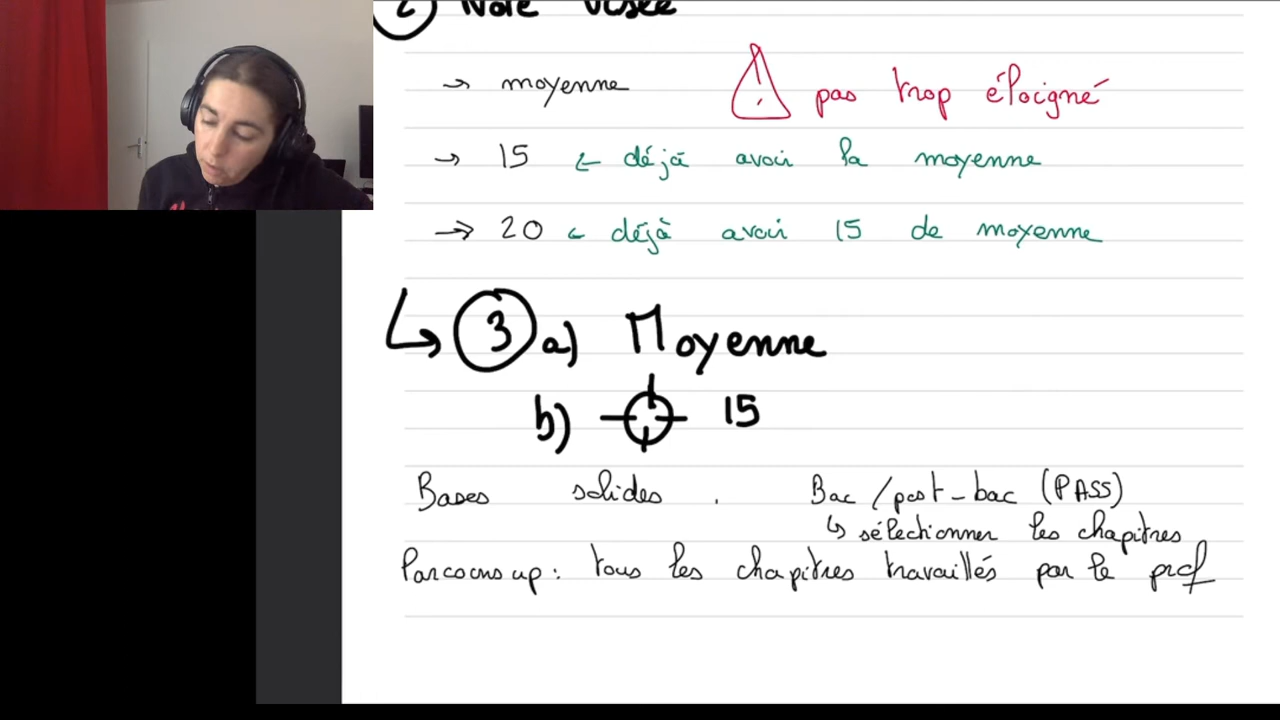 ② Note visée
→ moyenne ! pas trop éloigné
→ 15 ← déjà avoir la moyenne
→ 20 ← déjà avoir 15 de moyenne
↳ ③ a) Moyenne
b) 15
Bases solides . Bac / post-bac (PASS)
↳ sélectionner les chapitres
Parcoursup : tous les chapitres travaillés par le prof